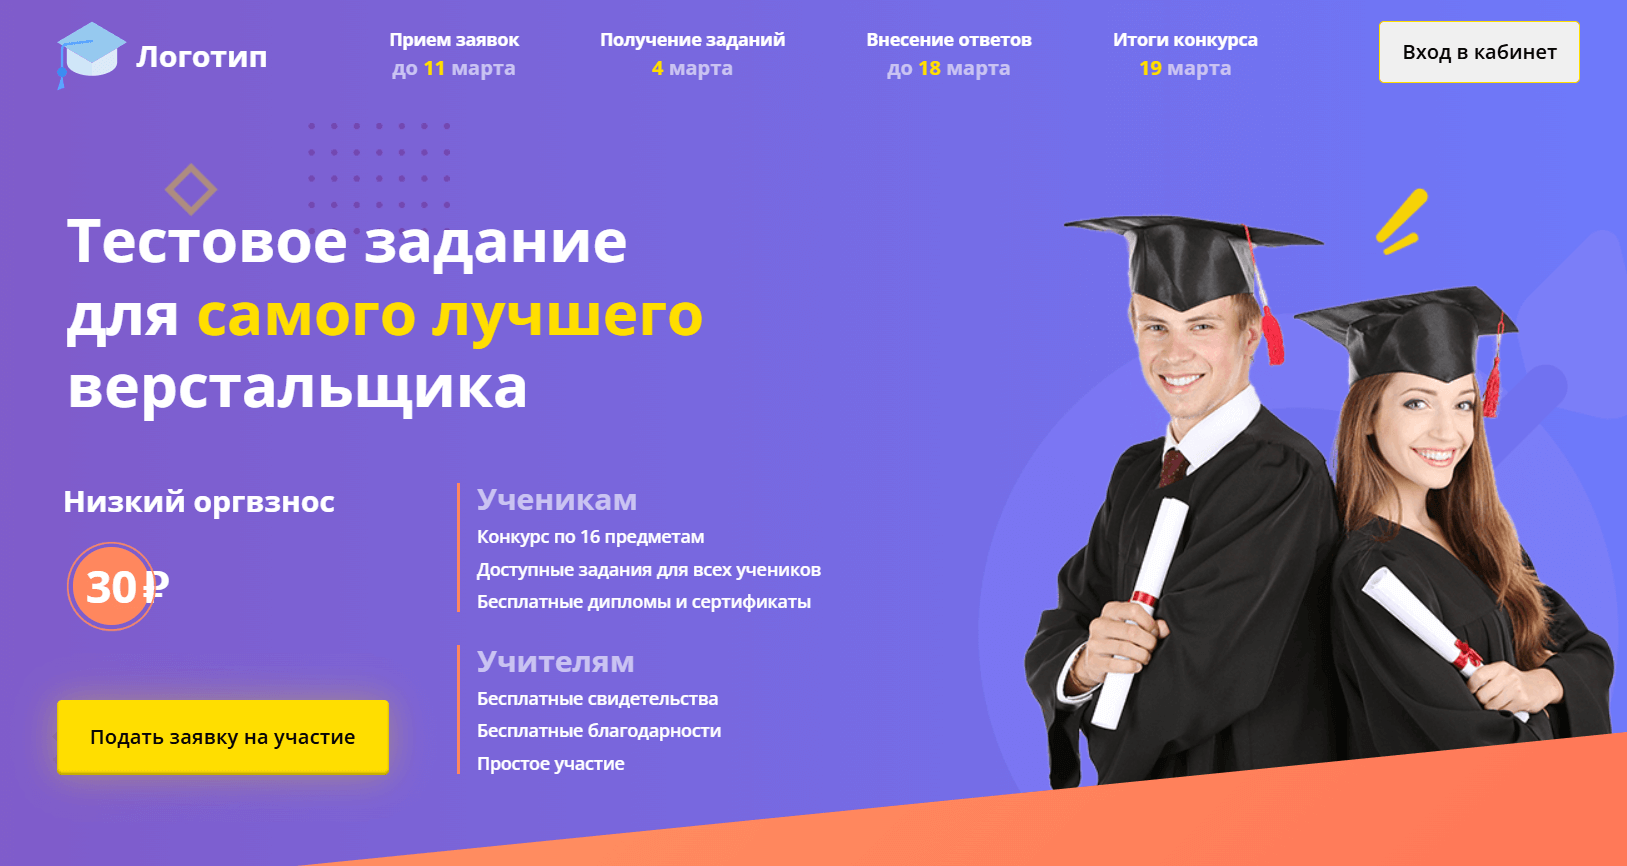 Логотип
Прием заявок
до 11 марта
Получение заданий
4 марта
Внесение ответов
до 18 марта
Итоги конкурса
19 марта
Вход в кабинет
Тестовое задание
для самого лучшего
верстальщика
Низкий оргвзнос
30 ₽
Подать заявку на участие
Ученикам
Конкурс по 16 предметам
Доступные задания для всех учеников
Бесплатные дипломы и сертификаты
Учителям
Бесплатные свидетельства
Бесплатные благодарности
Простое участие